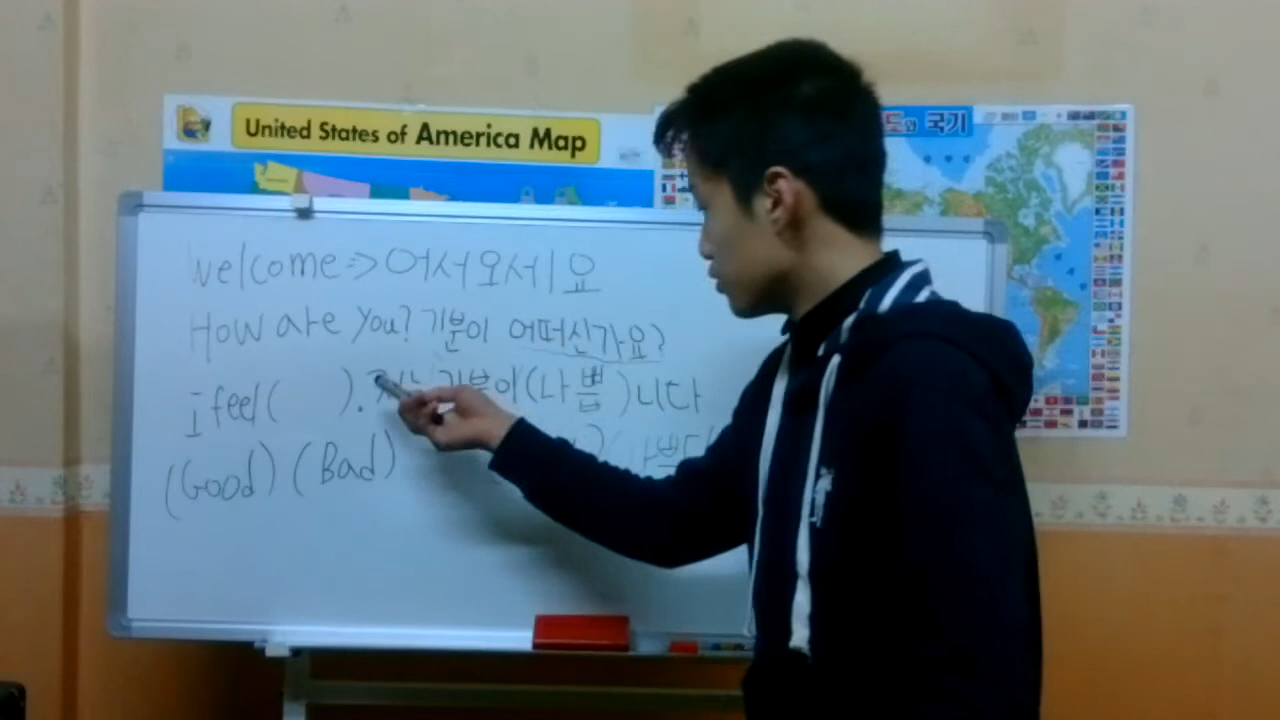 United States of America Map
국기
Welcome => 어서오세요
How are you? 기분이 어떠신가요?
I feel ( ). 기분이(나쁩)니다
(Good) (Bad)